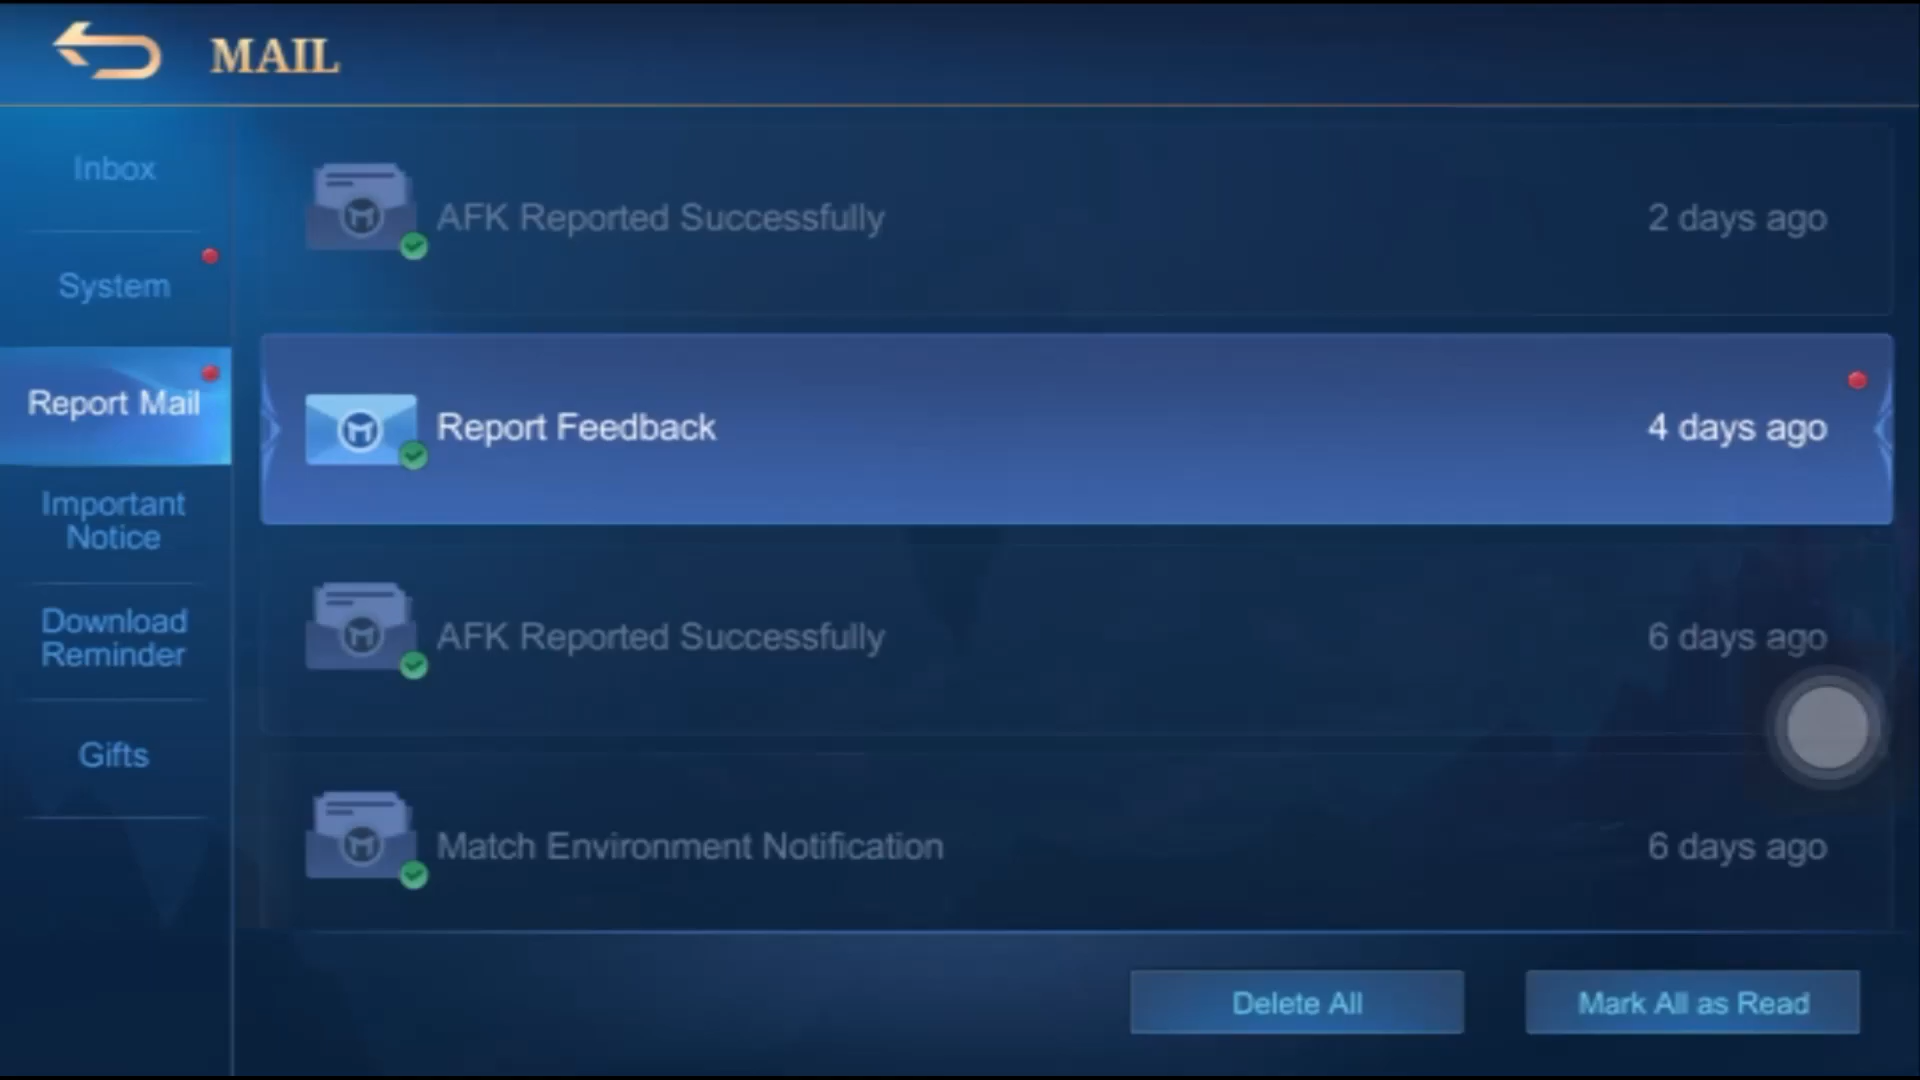 MAIL
Inbox
System
Report Mail
Important
Notice
Download
Reminder
Gifts
AFK Reported Successfully
2 days ago
Report Feedback
4 days ago
AFK Reported Successfully
6 days ago
Match Environment Notification
6 days ago
Delete All
Mark All as Read